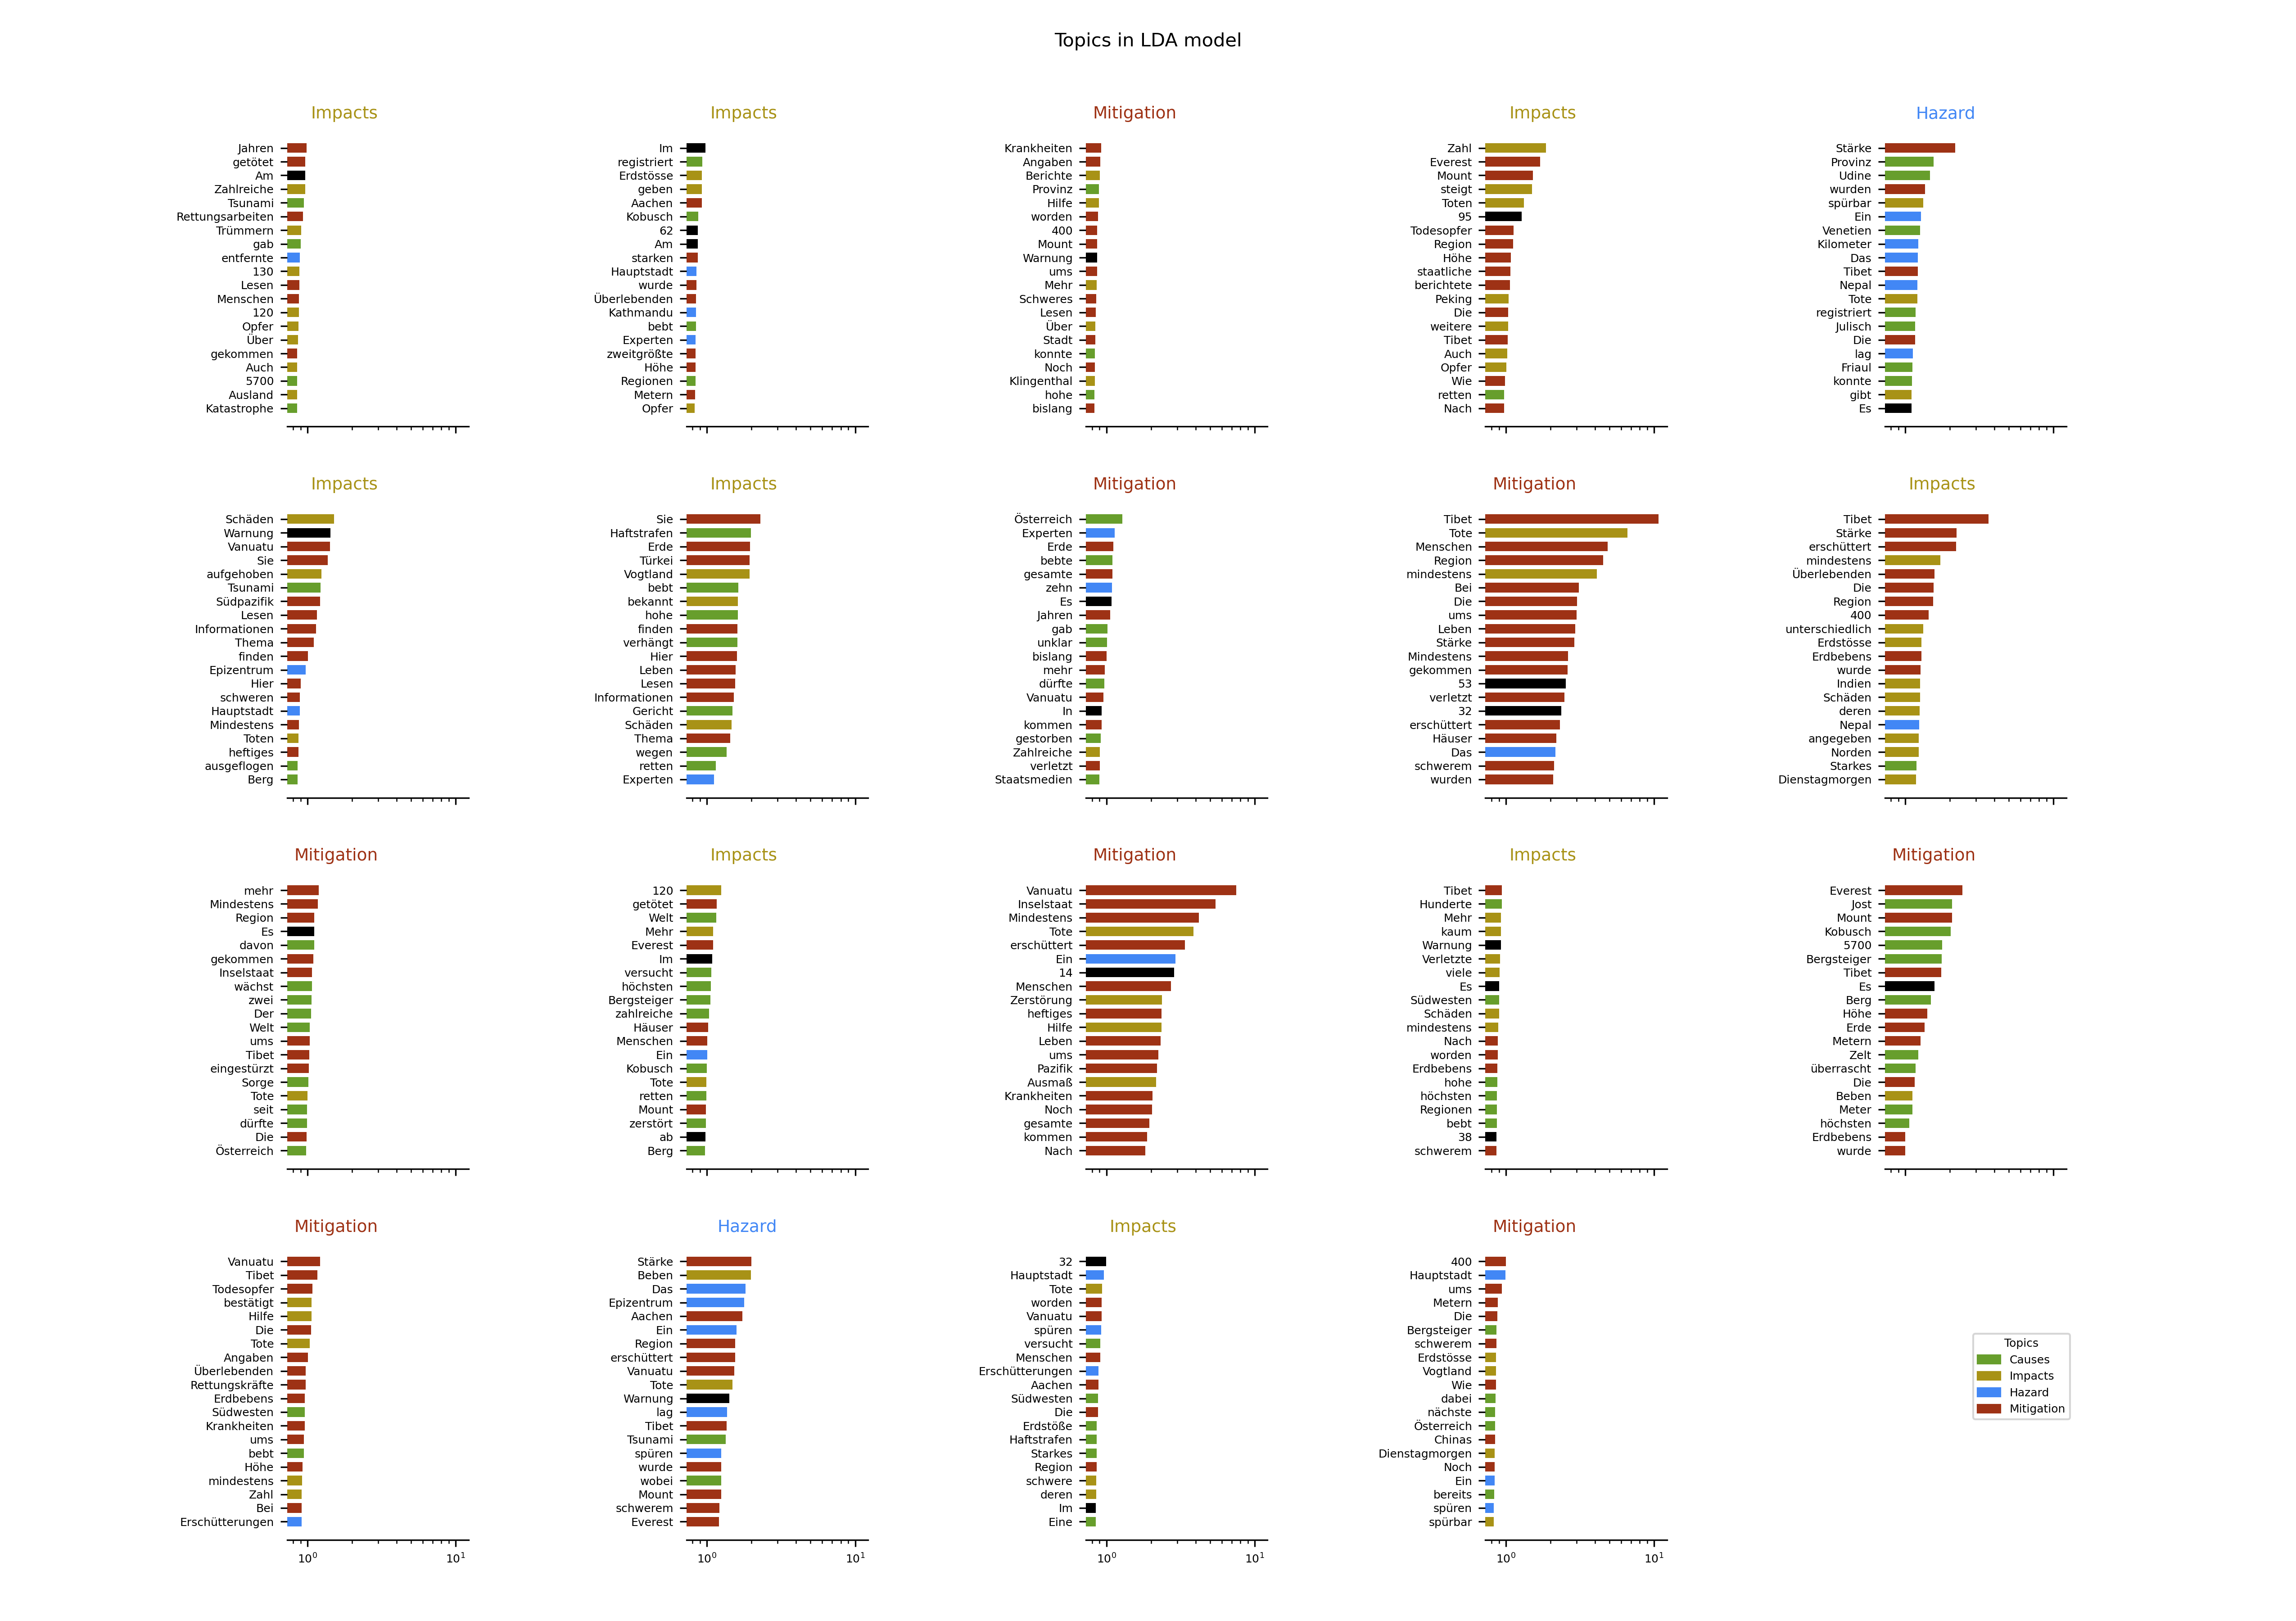 Topics in LDA model
Impacts
Jahren
getötet
Am
Zahlreiche
Tsunami
Rettungsarbeiten
Trümmern
gab
entfernte
130
Lesen
Menschen
120
Opfer
Über
gekommen
Auch
5700
Ausland
Katastrophe
Impacts
Im
registriert
Erdstösse
geben
Aachen
Kobusch
62
Am
starken
Hauptstadt
wurde
Überlebenden
Kathmandu
bebt
Experten
zweitgrößte
Höhe
Regionen
Metern
Opfer
Mitigation
Krankheiten
Angaben
Berichte
Provinz
Hilfe
worden
400
Mount
Warnung
ums
Mehr
Schweres
Lesen
Über
Stadt
konnte
Noch
Klingenthal
hohe
bislang
Impacts
Zahl
Everest
Mount
steigt
Toten
95
Todesopfer
Region
Höhe
staatliche
berichtete
Peking
Die
weitere
Tibet
Auch
Opfer
Wie
retten
Nach
Hazard
Stärke
Provinz
Udine
wurden
spürbar
Ein
Venetien
Kilometer
Das
Tibet
Nepal
Tote
registriert
Julisch
Die
lag
Friaul
konnte
gibt
Es
Impacts
Schäden
Warnung
Vanuatu
Sie
aufgehoben
Tsunami
Südpazifik
Lesen
Informationen
Thema
finden
Epizentrum
Hier
schweren
Hauptstadt
Mindestens
Toten
heftiges
ausgeflogen
Berg
Impacts
Sie
Haftstrafen
Erde
Türkei
Vogtland
bebt
bekannt
hohe
finden
verhängt
Hier
Leben
Lesen
Informationen
Gericht
Schäden
Thema
wegen
retten
Experten
Mitigation
Österreich
Experten
Erde
bebte
gesamte
zehn
Es
Jahren
gab
unklar
bislang
mehr
dürfte
Vanuatu
In
kommen
gestorben
Zahlreiche
verletzt
Staatsmedien
Mitigation
Tibet
Tote
Menschen
Region
mindestens
Bei
Die
ums
Leben
Stärke
Mindestens
gekommen
53
verletzt
32
erschüttert
Häuser
Das
schwerem
wurden
Impacts
Tibet
Stärke
erschüttert
mindestens
Überlebenden
Die
Region
400
unterschiedlich
Erdstösse
Erdbebens
wurde
Indien
Schäden
deren
Nepal
angegeben
Norden
Starkes
Dienstagmorgen
Mitigation
mehr
Mindestens
Region
Es
davon
gekommen
Inselstaat
wächst
zwei
Der
Welt
ums
Tibet
eingestürzt
Sorge
Tote
seit
dürfte
Die
Österreich
Impacts
120
getötet
Welt
Mehr
Everest
Im
versucht
höchsten
Bergsteiger
zahlreiche
Häuser
Menschen
Ein
Kobusch
Tote
retten
Mount
zerstört
ab
Berg
Mitigation
Vanuatu
Inselstaat
Mindestens
Tote
erschüttert
Ein
14
Menschen
Zerstörung
heftiges
Hilfe
Leben
ums
Pazifik
Ausmaß
Krankheiten
Noch
gesamte
kommen
Nach
Impacts
Tibet
Hunderte
Mehr
kaum
Warnung
Verletzte
viele
Es
Südwesten
Schäden
mindestens
Nach
worden
Erdbebens
hohe
höchsten
Regionen
bebt
38
schwerem
Mitigation
Everest
Jost
Mount
Kobusch
5700
Bergsteiger
Tibet
Es
Berg
Höhe
Erde
Metern
Zelt
überrascht
Die
Beben
Meter
höchsten
Erdbebens
wurde
Mitigation
Vanuatu
Tibet
Todesopfer
bestätigt
Hilfe
Die
Tote
Angaben
Überlebenden
Rettungskräfte
Erdbebens
Südwesten
Krankheiten
ums
bebt
Höhe
mindestens
Zahl
Bei
Erschütterungen
10⁰ 10¹
Hazard
Stärke
Beben
Das
Epizentrum
Aachen
Ein
Region
erschüttert
Vanuatu
Tote
Warnung
lag
Tibet
Tsunami
spüren
wurde
wobei
Mount
schwerem
Everest
10⁰ 10¹
Impacts
32
Hauptstadt
Tote
worden
Vanuatu
spüren
versucht
Menschen
Erschütterungen
Aachen
Südwesten
Die
Erdstöße
Haftstrafen
Starkes
Region
schwere
deren
Im
Eine
10⁰ 10¹
Mitigation
400
Hauptstadt
ums
Metern
Die
Bergsteiger
schwerem
Erdstösse
Vogtland
Wie
dabei
nächste
Österreich
Chinas
Dienstagmorgen
Noch
Ein
bereits
spüren
spürbar
10⁰ 10¹
Topics
Causes
Impacts
Hazard
Mitigation